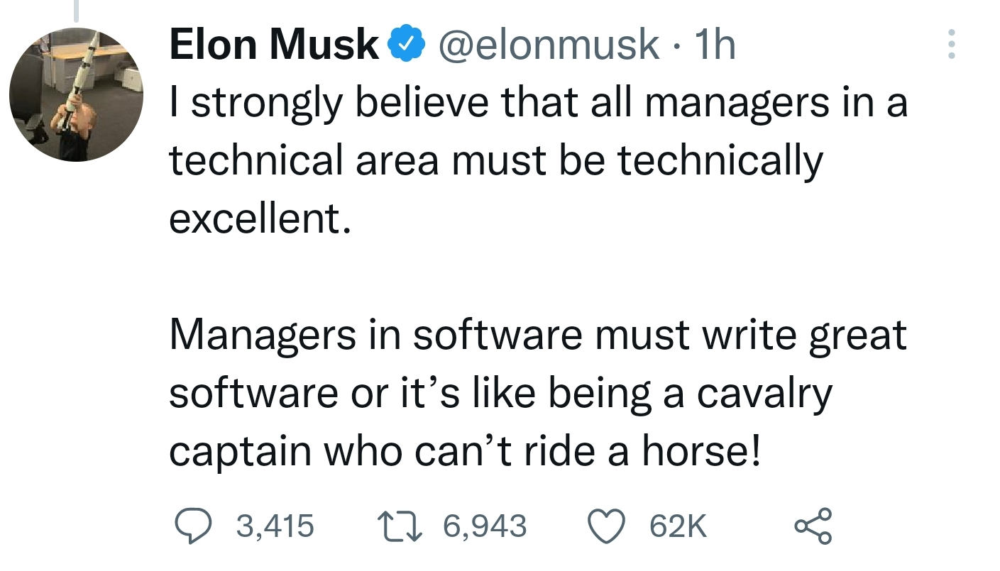 Elon Musk @elonmusk · 1h
I strongly believe that all managers in a
technical area must be technically
excellent.
Managers in software must write great
software or it’s like being a cavalry
captain who can’t ride a horse!
3,415 6,943 62K